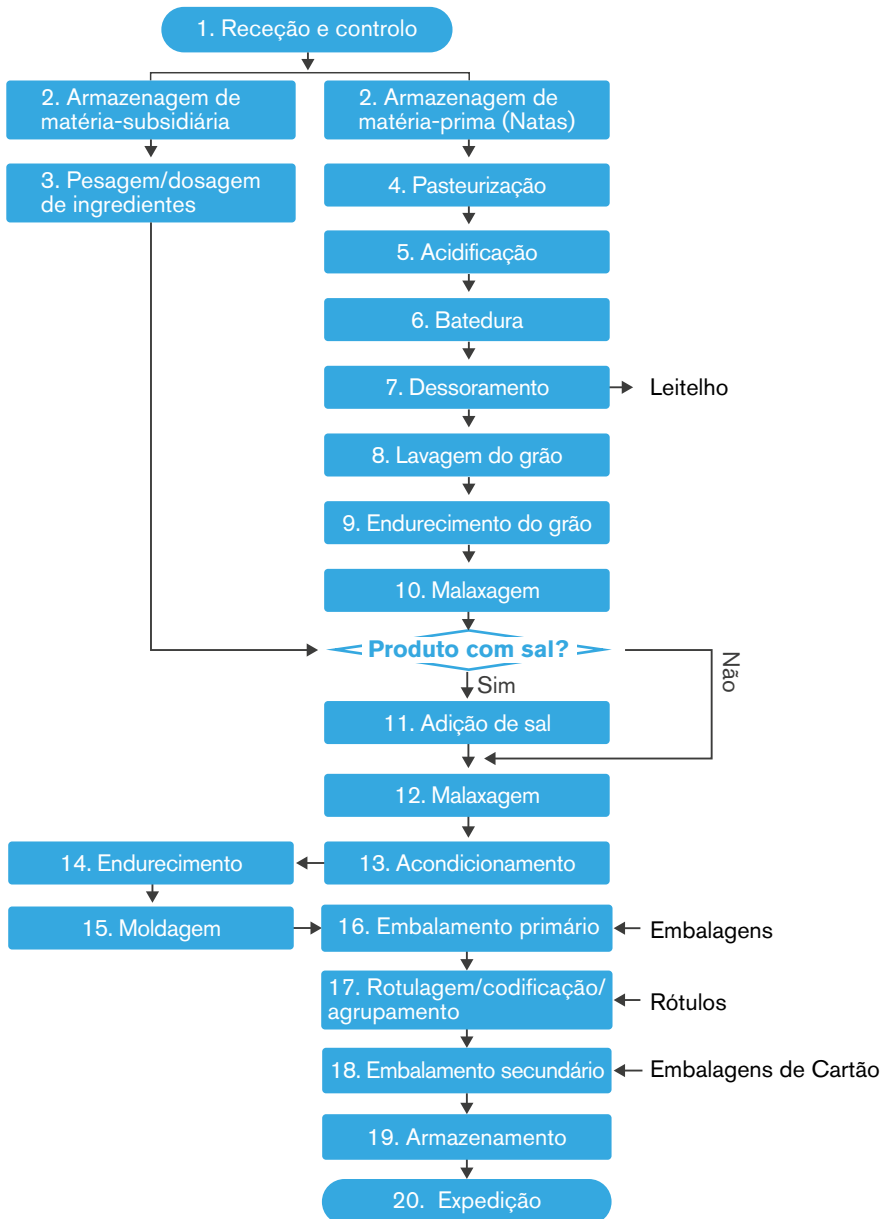 1. Receção e controlo
2. Armazenagem de
matéria-subsidiária
2. Armazenagem de
matéria-prima (Natas)
3. Pesagem/dosagem
de ingredientes
4. Pasteurização
5. Acidificação
6. Batedura
7. Dessoramento
Leitelho
8. Lavagem do grão
9. Endurecimento do grão
10. Malaxagem
Produto com sal?
Não
Sim
11. Adição de sal
12. Malaxagem
14. Endurecimento
13. Acondicionamento
15. Moldagem
16. Embalamento primário
Embalagens
17. Rotulagem/codificação/
agrupamento
Rótulos
18. Embalamento secundário
Embalagens de Cartão
19. Armazenamento
20. Expedição